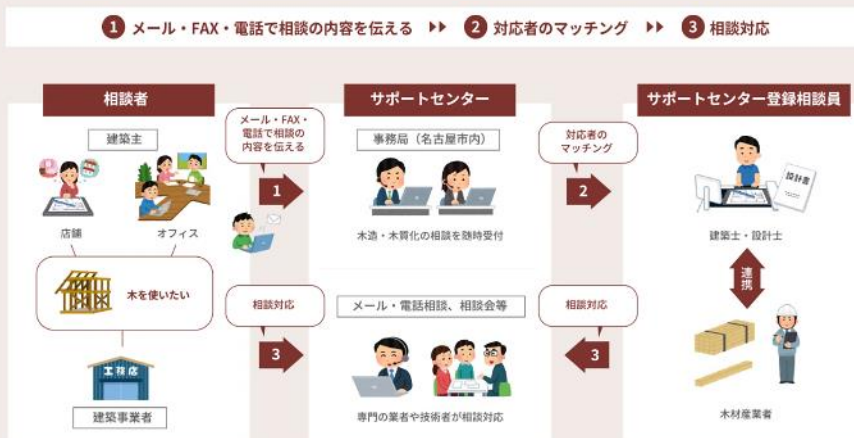 1 メール・FAX・電話で相談の内容を伝える 2 対応者のマッチング 3 相談対応
相談者
建築主
店舗
オフィス
木を使いたい
工務店
建築事業者
メール・FAX・
電話で相談の
内容を伝える
1
相談対応
3
サポートセンター
事務局（名古屋市内）
木造・木質化の相談を随時受付
メール・電話相談、相談会等
専門の業者や技術者が相談対応
対応者の
マッチング
2
相談対応
3
サポートセンター登録相談員
設計書
建築士・設計士
連携
木材産業者